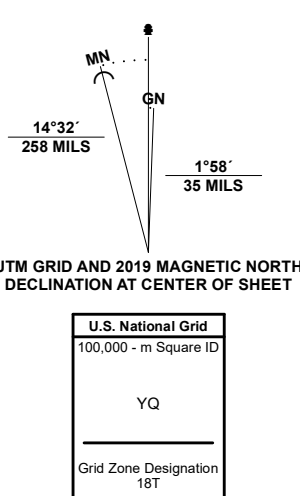 MN
GN
14°32´
258 MILS
1°58´
35 MILS
UTM GRID AND 2019 MAGNETIC NORTH
DECLINATION AT CENTER OF SHEET
U.S. National Grid
100,000 - m Square ID
YQ
Grid Zone Designation
18T